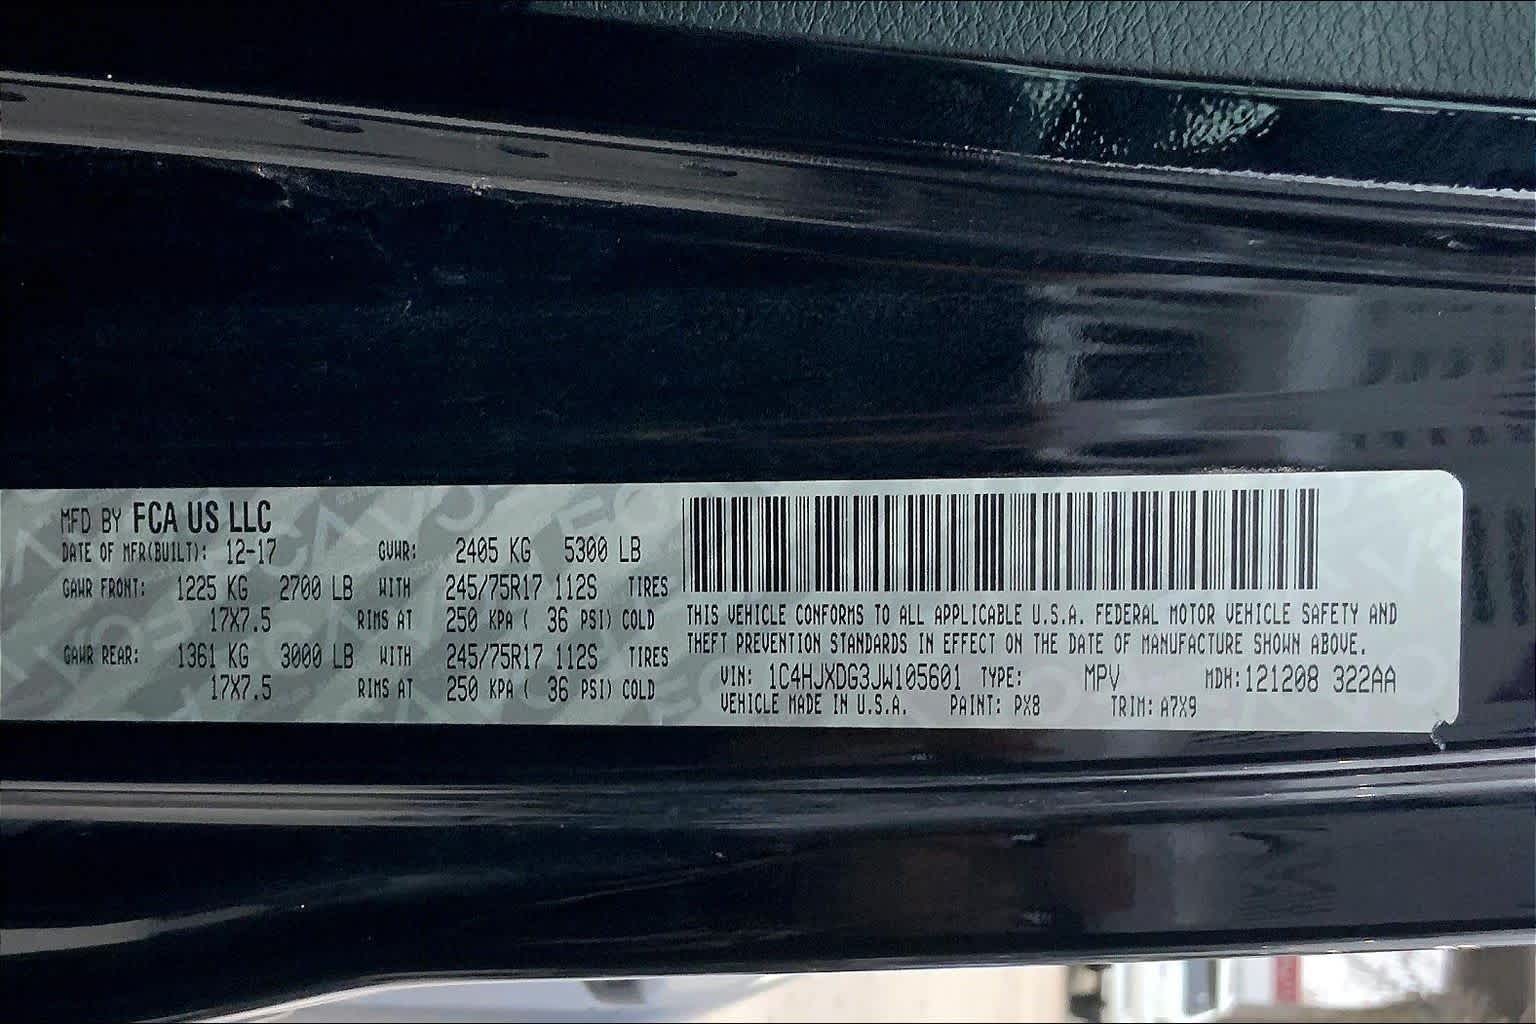 MFD BY FCA US LLC
DATE OF MFR(BUILT): 12-17 GVWR: 2405 KG 5300 LB
GAWR FRONT: 1225 KG 2700 LB WITH 245/75R17 112S TIRES
17X7.5 RIMS AT 250 KPA ( 36 PSI) COLD
GAWR REAR: 1361 KG 3000 LB WITH 245/75R17 112S TIRES
17X7.5 RIMS AT 250 KPA ( 36 PSI) COLD
THIS VEHICLE CONFORMS TO ALL APPLICABLE U.S.A. FEDERAL MOTOR VEHICLE SAFETY AND
THEFT PREVENTION STANDARDS IN EFFECT ON THE DATE OF MANUFACTURE SHOWN ABOVE.
VIN: 1C4HJXDG3JW105601 TYPE: MPV MDH: 121208 322AA
VEHICLE MADE IN U.S.A. PAINT: PX8 TRIM: A7X9